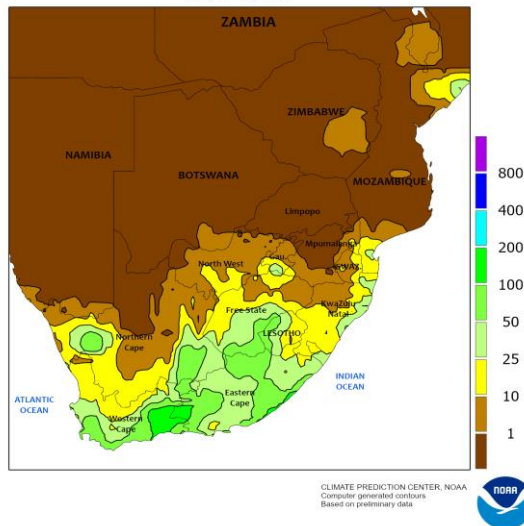 ZAMBIA
ZIMBABWE
NAMIBIA
BOTSWANA
MOZAMBIQUE
Limpopo
Mpumalanga
North West
Gau
Free State
KwaZulu
Natal
LESOTHO
Northern
Cape
INDIAN
OCEAN
Eastern
Cape
ATLANTIC
OCEAN
Western
Cape
800
400
200
100
50
25
10
1
CLIMATE PREDICTION CENTER, NOAA
Computer generated contours
Based on preliminary data
NOAA